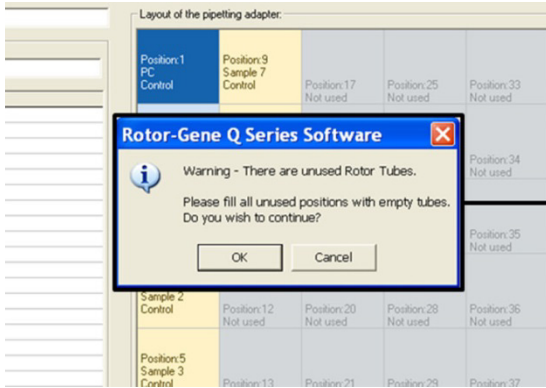 Layout of the pipetting adapter:
Position:1
PC
Control
Position:9
Sample 7
Control
Position:17
Not used
Position:25
Not used
Position:33
Not used
Rotor-Gene Q Series Software
Warning - There are unused Rotor Tubes.
Please fill all unused positions with empty tubes.
Do you wish to continue?
OK
Cancel
Position:34
Not used
Position:35
Not used
Sample 2
Control
Position:12
Not used
Position:20
Not used
Position:28
Not used
Position:36
Not used
Position:5
Sample 3
Control
Position:13
Position:21
Position:29
Position:37